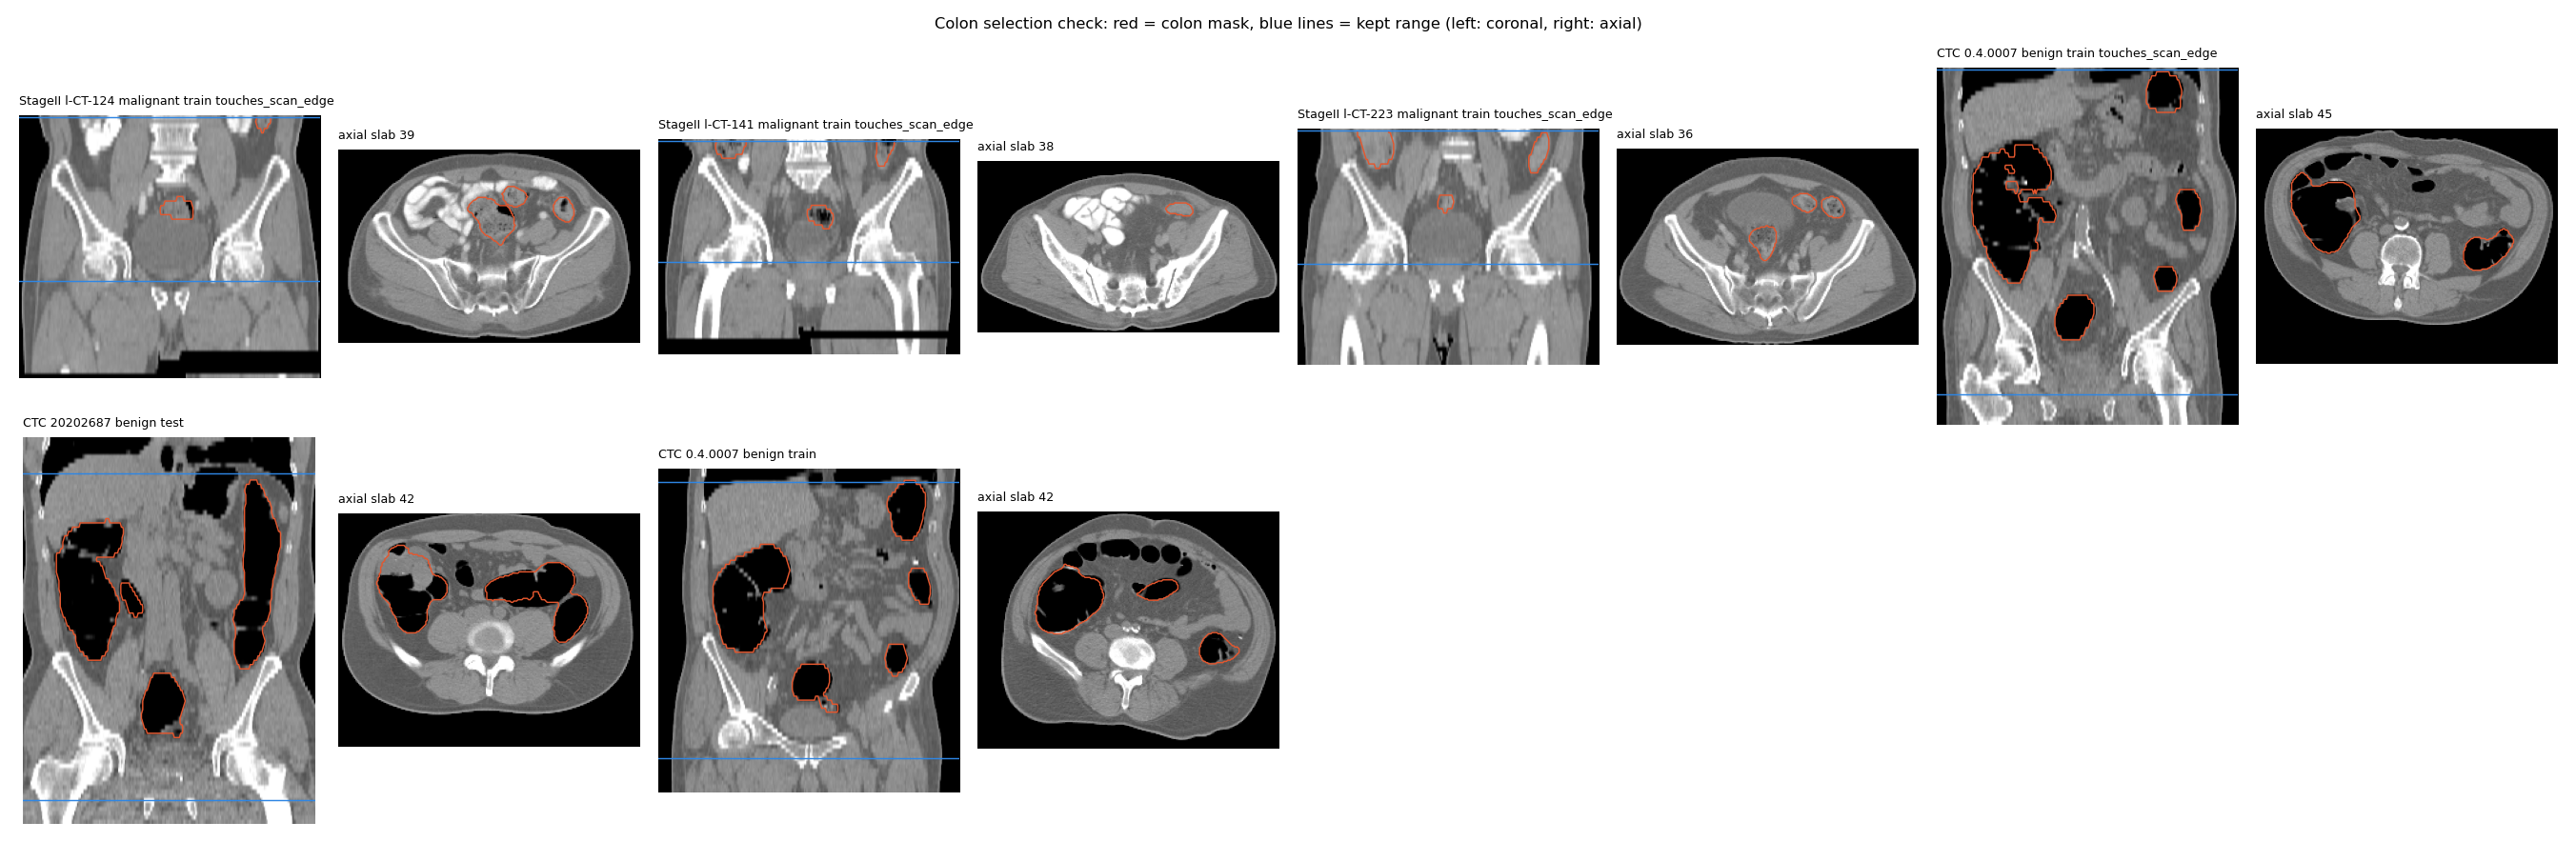 Colon selection check: red = colon mask, blue lines = kept range (left: coronal, right: axial)
StageII l-CT-124 malignant train touches_scan_edge
axial slab 39
StageII l-CT-141 malignant train touches_scan_edge
axial slab 38
StageII l-CT-223 malignant train touches_scan_edge
axial slab 36
CTC 0.4.0007 benign train touches_scan_edge
axial slab 45
CTC 20202687 benign test
axial slab 42
CTC 0.4.0007 benign train
axial slab 42